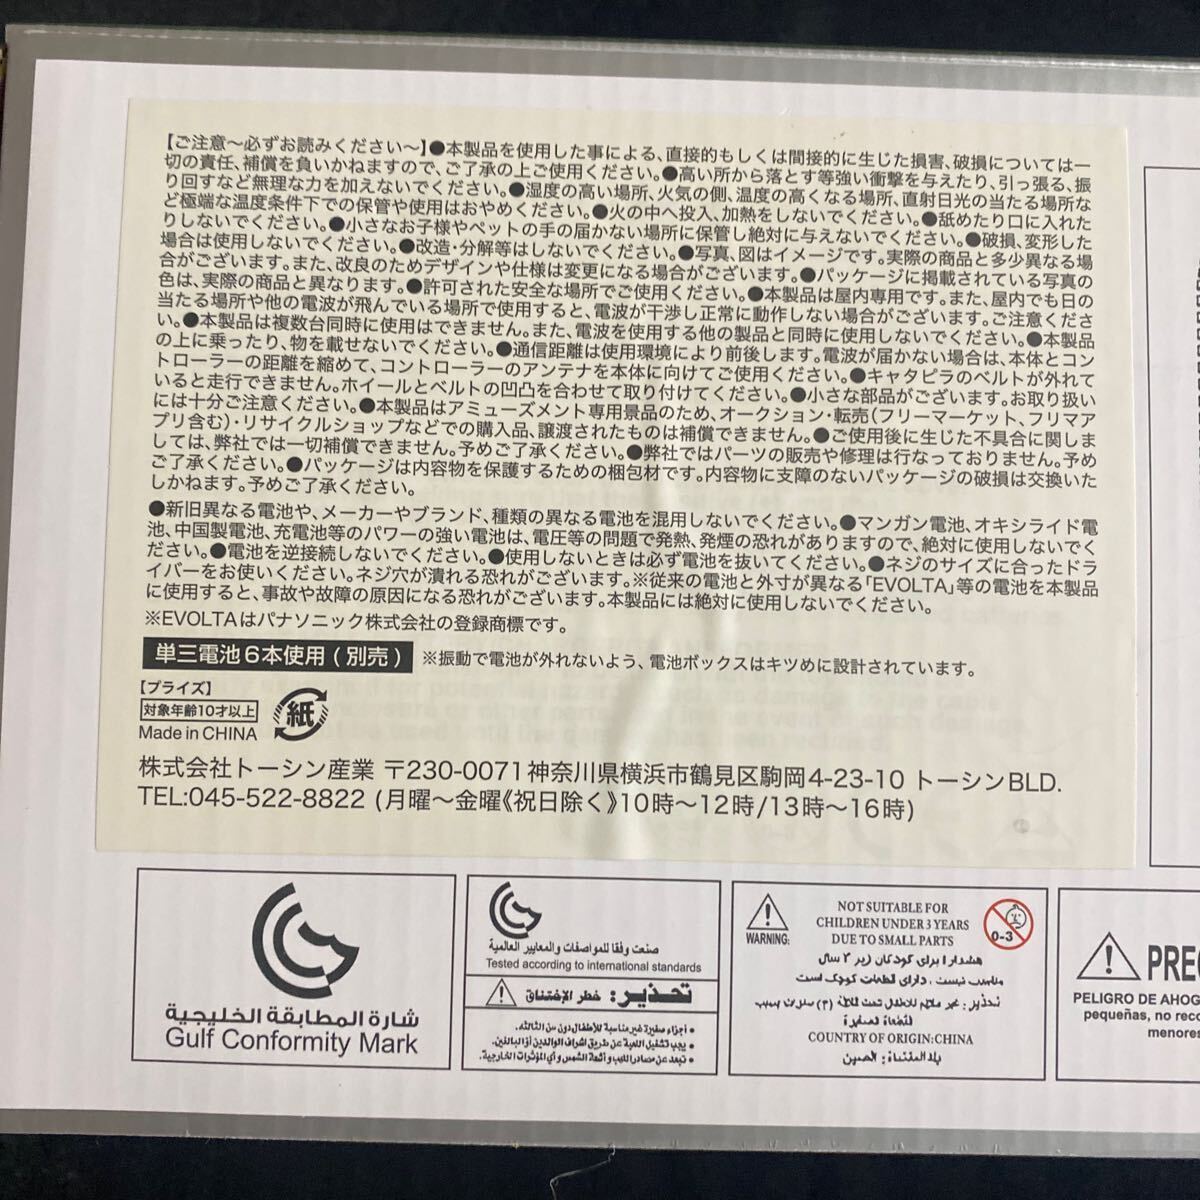 【ご注意～必ずお読みください～】●本製品を使用した事による、直接的もしくは間接的に生じた損害、破損については一
切の責任、補償を負いかねますので、ご了承の上ご使用ください。●高い所から落とす等強い衝撃を与えたり、引っ張る、振
り回すなど無理な力を加えないでください。●湿度の高い場所、火気の側、温度の高くなる場所、直射日光の当たる場所な
ど極端な温度条件下での保管や使用はおやめください。●火の中へ投入、加熱をしないでください。●舐めたり口に入れた
りしないでください。●小さなお子様やペットの手の届かない場所に保管し絶対に与えないでください。●破損、変形した
場合は使用しないでください。●改造・分解等はしないでください。●写真、図はイメージです。実際の商品と多少異なる場
合がございます。また、改良のためデザインや仕様は変更になる場合がございます。●パッケージに掲載されている写真の
色は、実際の商品と異なります。●許可された安全な場所でご使用ください。●本製品は屋内専用です。また、屋内でも日の
当たる場所や他の電波が飛んでいる場所で使用すると、電波が干渉し正常に動作しない場合がございます。ご注意くださ
い。●本製品は複数台同時に使用はできません。また、電波を使用する他の製品と同時に使用しないでください。●本製品
の上に乗ったり、物を載せないでください。●通信距離は使用環境により前後します。電波が届かない場合は、本体とコン
トローラーの距離を縮めて、コントローラーのアンテナを本体に向けてご使用ください。●キャタピラのベルトが外れて
いると走行できません。ホイールとベルトの凹凸を合わせて取り付けてください。●小さな部品がございます。お取り扱い
には十分ご注意ください。●本製品はアミューズメント専用景品のため、オークション・転売（フリーマーケット、フリマア
プリ含む）・リサイクルショップなどでの購入品、譲渡されたものは補償できません。●ご使用後に生じた不具合に関しま
しては、弊社では一切補償できません。予めご了承ください。●弊社ではパーツの販売や修理は行なっておりません。予め
ご了承ください。●パッケージは内容物を保護するための梱包材です。内容物に支障のないパッケージの破損は交換いた
しかねます。予めご了承ください。
●新旧異なる電池や、メーカーやブランド、種類の異なる電池を混用しないでください。●マンガン電池、オキシライド電
池、中国製電池、充電池等のパワーの強い電池は、電圧等の問題で発熱、発煙の恐れがありますので、絶対に使用しないでく
ださい。●電池を逆接続しないでください。●使用しないときは必ず電池を抜いてください。●ネジのサイズに合ったドラ
イバーをお使いください。ネジ穴が潰れる恐れがございます。※従来の電池と外寸が異なる「EVOLTA」等の電池を本製品
に使用すると、事故や故障の原因になる恐れがございます。本製品には絶対に使用しないでください。
※EVOLTAはパナソニック株式会社の登録商標です。
単三電池6本使用（別売） ※振動で電池が外れないよう、電池ボックスはキツめに設計されています。
【プライズ】
対象年齢10才以上
紙
Made in CHINA
株式会社トーシン産業 〒230-0071 神奈川県横浜市鶴見区駒岡4-23-10 トーシンBLD.
TEL:045-522-8822 (月曜～金曜《祝日除く》10時～12時/13時～16時)
شارة المطابقة الخليجية
Gulf Conformity Mark
صنعت وفقا للمواصفات والمعايير العالمية
Tested according to international standards
تحذير: خطر الإختناق
• أجزاء صغيرة غير مناسبة للأطفال دون سن الثالثة.
• يجب تشغيل اللعبة عن طريق اشراف الوالدين أو البالغين.
• تبعد عن مصادر اللهب و أشعة الشمس و أي المؤثرات الخارجية.
WARNING:
NOT SUITABLE FOR
CHILDREN UNDER 3 YEARS
DUE TO SMALL PARTS
0-3
هشدار! برای کودکان زیر ۳ سال
مناسب نیست، دارای قطعات کوچک است
تحذير: غير ملائم للأطفال تحت ثلاثة (٣) سنوات بسبب
القطعة الصغيرة
COUNTRY OF ORIGIN:CHINA
بلد المنشاء: الصين
PREC
PELIGRO DE AHOG
pequeñas, no reco
menores